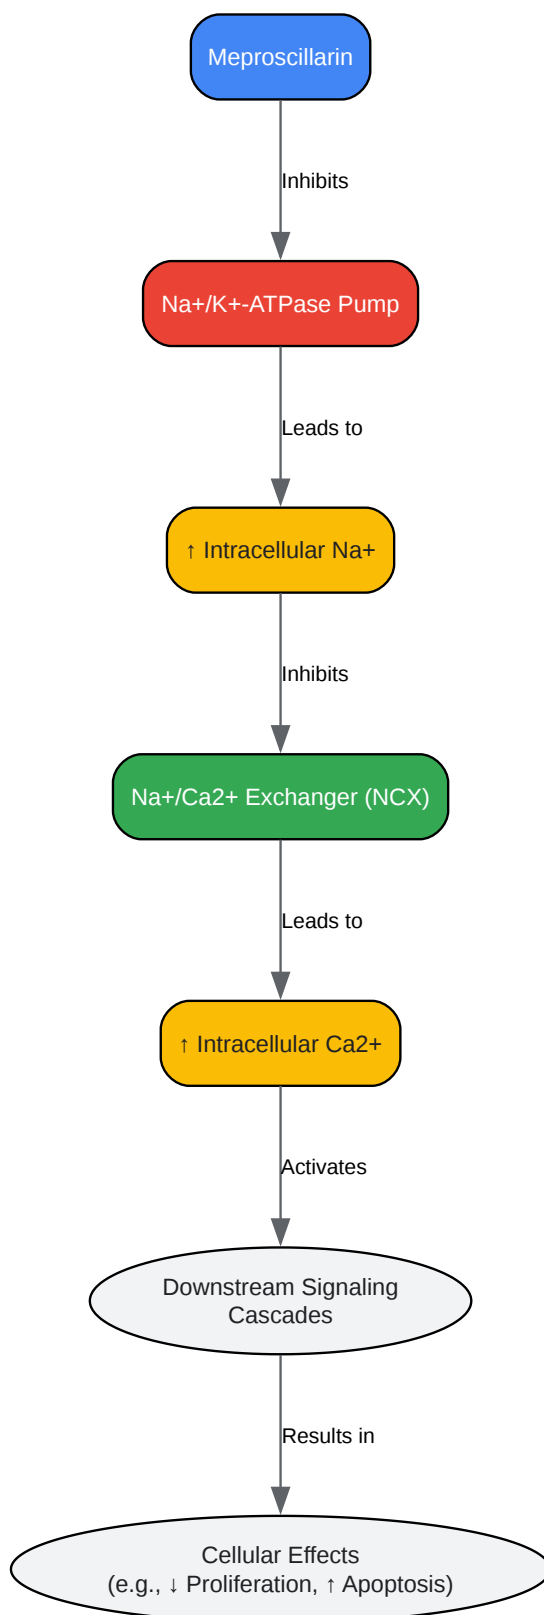 Meproscillarin
Inhibits
Na+/K+-ATPase Pump
Leads to
↑ Intracellular Na+
Inhibits
Na+/Ca2+ Exchanger (NCX)
Leads to
↑ Intracellular Ca2+
Activates
Downstream Signaling
Cascades
Results in
Cellular Effects
(e.g., ↓ Proliferation, ↑ Apoptosis)